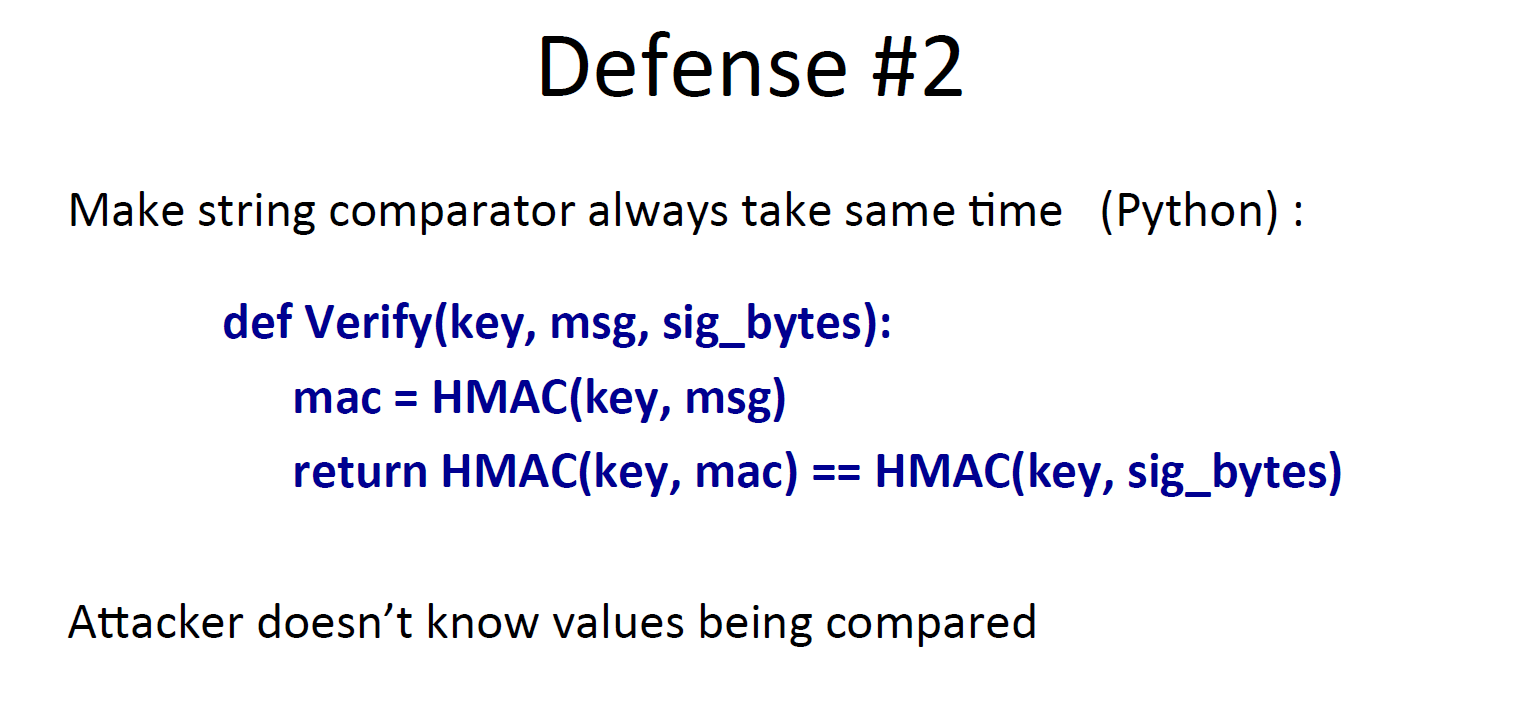 Defense #2
Make string comparator always take same time (Python) :
def Verify(key, msg, sig_bytes):
mac = HMAC(key, msg)
return HMAC(key, mac) == HMAC(key, sig_bytes)
Attacker doesn’t know values being compared